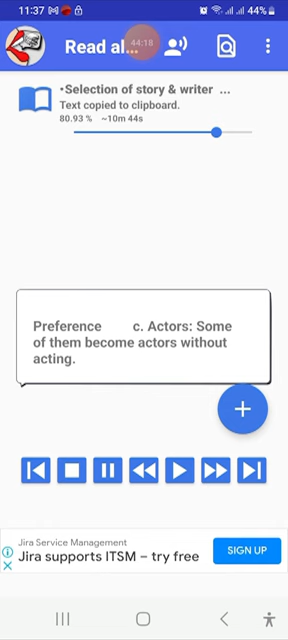 11:37
44%
Read al... 44:18
•Selection of story & writer ...
Text copied to clipboard.
80.93 % ~10m 44s
Preference c. Actors: Some
of them become actors without
acting.
+
Jira Service Management
Jira supports ITSM – try free
SIGN UP